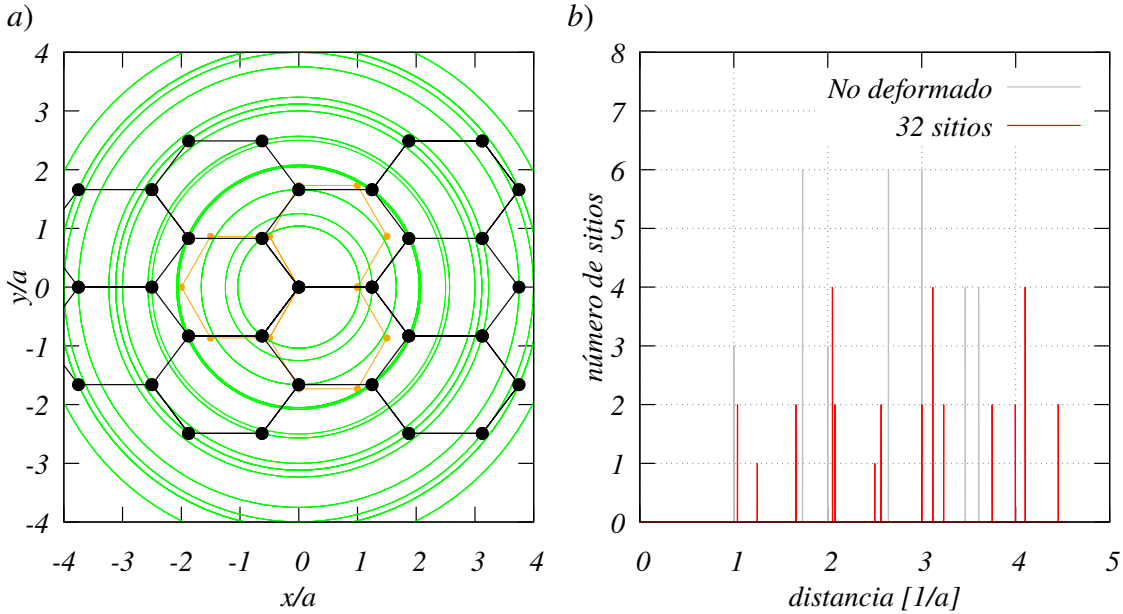 a)
4
3
2
1
0
-1
-2
-3
-4
y/a
-4 -3 -2 -1 0 1 2 3 4
x/a
b)
8
7
6
5
4
3
2
1
0
número de sitios
No deformado
32 sitios
0 1 2 3 4 5
distancia [1/a]